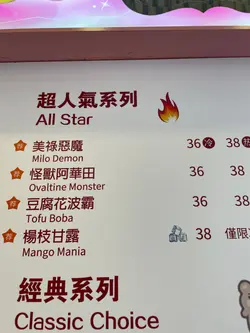 超人氣系列
All Star
美祿惡魔 36 冷 38
Milo Demon
怪獸阿華田 36 38
Ovaltine Monster
豆腐花波霸 36 38
Tofu Boba
楊枝甘露 38 僅限
Mango Mania
經典系列
Classic Choice